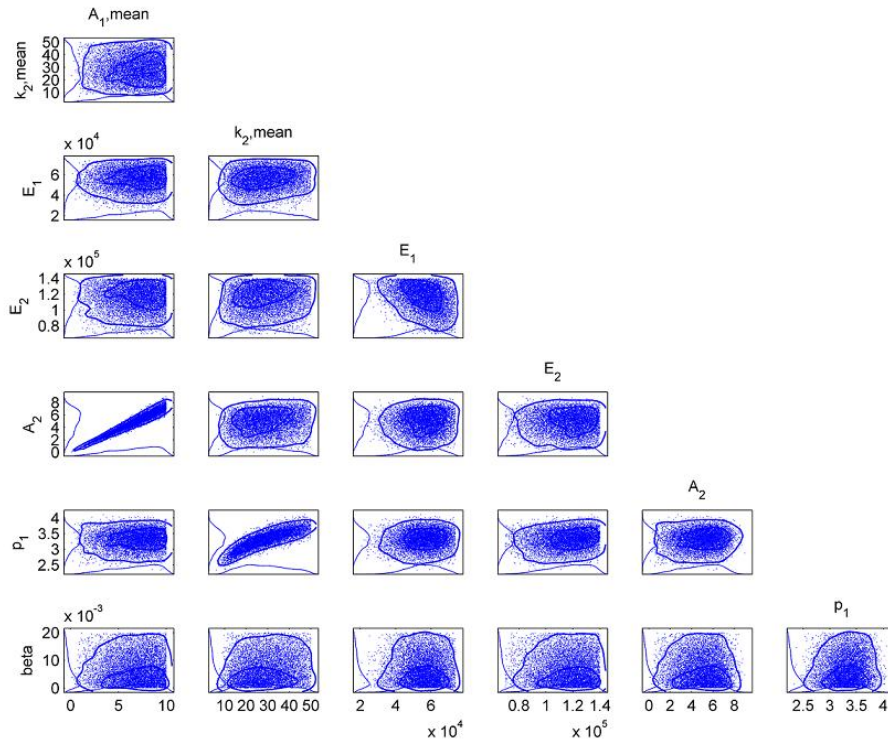 A1,mean
k2,mean
50
40
30
20
10
x 10^4
k2,mean
E1
6
4
2
x 10^5
E1
E2
1.4
1.2
1
0.8
E2
A2
8
6
4
2
0
A2
p1
4
3.5
3
2.5
p1
x 10^-3
beta
20
10
0
0 5 10
10 20 30 40 50
2 4 6
x 10^4
0.8 1 1.2 1.4
x 10^5
0 2 4 6 8
2.5 3 3.5 4